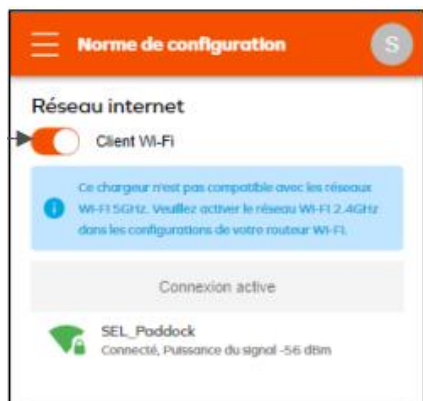 Norme de configuration
S
Réseau internet
Client Wi-Fi
Ce chargeur n'est pas compatible avec les réseaux
Wi-Fi 5GHz. Veuillez activer le réseau Wi-Fi 2.4GHz
dans les configurations de votre routeur Wi-Fi.
Connexion active
SEL_Paddock
Connecté, Puissance du signal -56 dBm